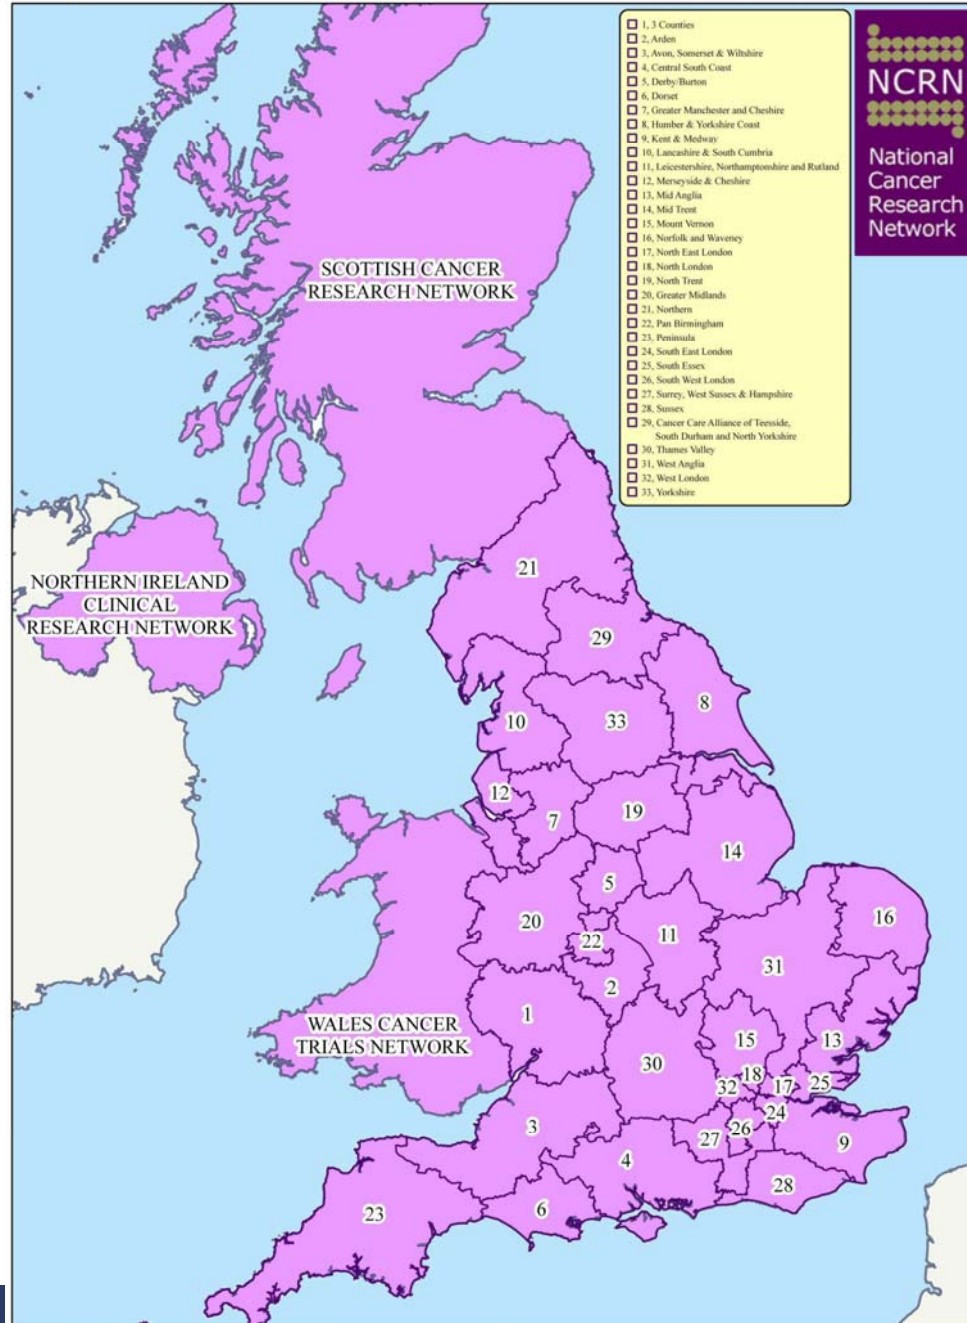 1, 3 Counties
2, Arden
3, Avon, Somerset & Wiltshire
4, Central South Coast
5, Derby/Burton
6, Dorset
7, Greater Manchester and Cheshire
8, Humber & Yorkshire Coast
9, Kent & Medway
10, Lancashire & South Cumbria
11, Leicestershire, Northamptonshire and Rutland
12, Merseyside & Cheshire
13, Mid Anglia
14, Mid Trent
15, Mount Vernon
16, Norfolk and Waveney
17, North East London
18, North London
19, North Trent
20, Greater Midlands
21, Northern
22, Pan Birmingham
23, Peninsula
24, South East London
25, South Essex
26, South West London
27, Surrey, West Sussex & Hampshire
28, Sussex
29, Cancer Care Alliance of Teesside,
South Durham and North Yorkshire
30, Thames Valley
31, West Anglia
32, West London
33, Yorkshire
NCRN
National
Cancer
Research
Network
SCOTTISH CANCER
RESEARCH NETWORK
NORTHERN IRELAND
CLINICAL
RESEARCH NETWORK
21
29
8
10
33
12
7
19
14
5
20
22
11
16
31
2
1
WALES CANCER
TRIALS NETWORK
30
15
13
18
32
17
25
24
3
27
26
9
4
28
23
6